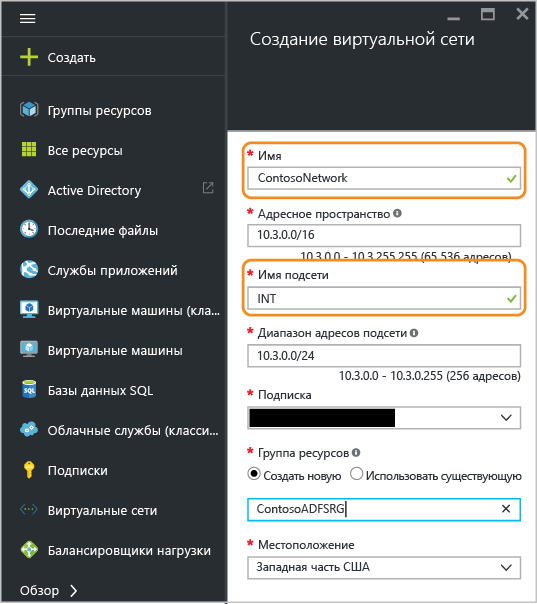 Создать
Группы ресурсов
Все ресурсы
Active Directory
Последние файлы
Службы приложений
Виртуальные машины (кла...
Виртуальные машины
Базы данных SQL
Облачные службы (класси...
Подписки
Виртуальные сети
Балансировщики нагрузки
Обзор
Создание виртуальной сети
* Имя
ContosoNetwork
* Адресное пространство
10.3.0.0/16
10.3.0.0 - 10.3.255.255 (65 536 адресов)
* Имя подсети
INT
* Диапазон адресов подсети
10.3.0.0/24
10.3.0.0 - 10.3.0.255 (256 адресов)
* Подписка
* Группа ресурсов
Создать новую Использовать существующую
ContosoADFSRG
* Местоположение
Западная часть США